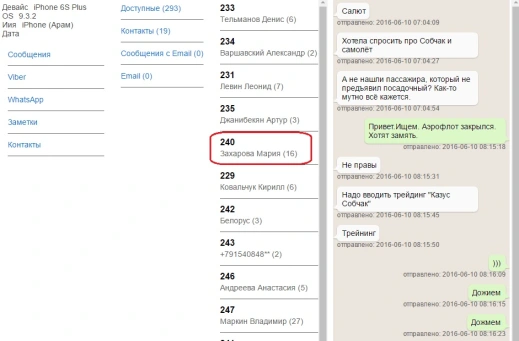 Девайс iPhone 6S Plus
OS 9.3.2
Имя iPhone (Арам)
Дата
Сообщения
Viber
WhatsApp
Заметки
Контакты
Доступные (293)
Контакты (19)
Сообщения с Email (0)
Email (0)
233
Тельманов Денис (6)
234
Варшавский Александр (2)
231
Левин Леонид (7)
235
Джанибекян Артур (3)
240
Захарова Мария (16)
229
Ковальчук Кирилл (6)
242
Белорус (3)
243
+791540848** (2)
246
Андреева Анастасия (5)
247
Маркин Владимир (27)
Салют
отправлено: 2016-06-10 07:04:09
Хотела спросить про Собчак и
самолёт
отправлено: 2016-06-10 07:04:27
А не нашли пассажира, который не
предъявил посадочный? Как-то
мутно всё кажется.
отправлено: 2016-06-10 07:04:54
Привет.Ищем. Аэрофлот закрылся.
Хотят замять.
отправлено: 2016-06-10 08:15:18
Не правы
отправлено: 2016-06-10 08:15:31
Надо вводить трейдинг "Казус
Собчак"
отправлено: 2016-06-10 08:15:45
Трейнинг
отправлено: 2016-06-10 08:15:50
)))
отправлено: 2016-06-10 08:16:09
Дожмем
отправлено: 2016-06-10 08:16:15
Дожмем
отправлено: 2016-06-10 08:16:23